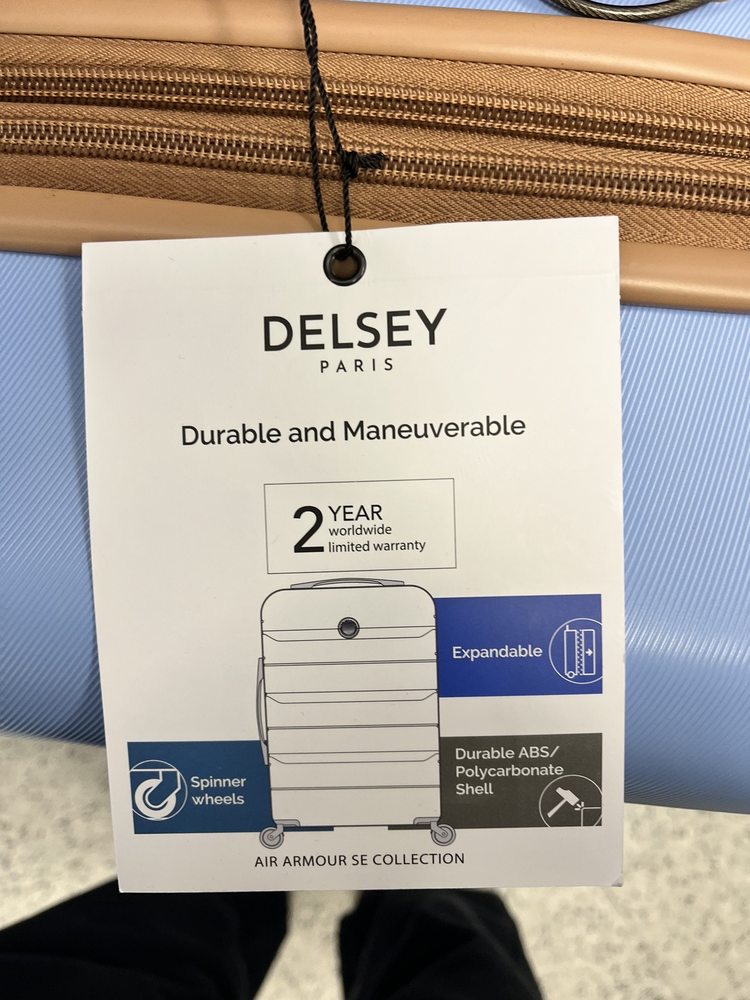 DELSEY
PARIS
Durable and Maneuverable
2 YEAR
worldwide
limited warranty
Expandable
Durable ABS/
Polycarbonate
Shell
Spinner
wheels
AIR ARMOUR SE COLLECTION